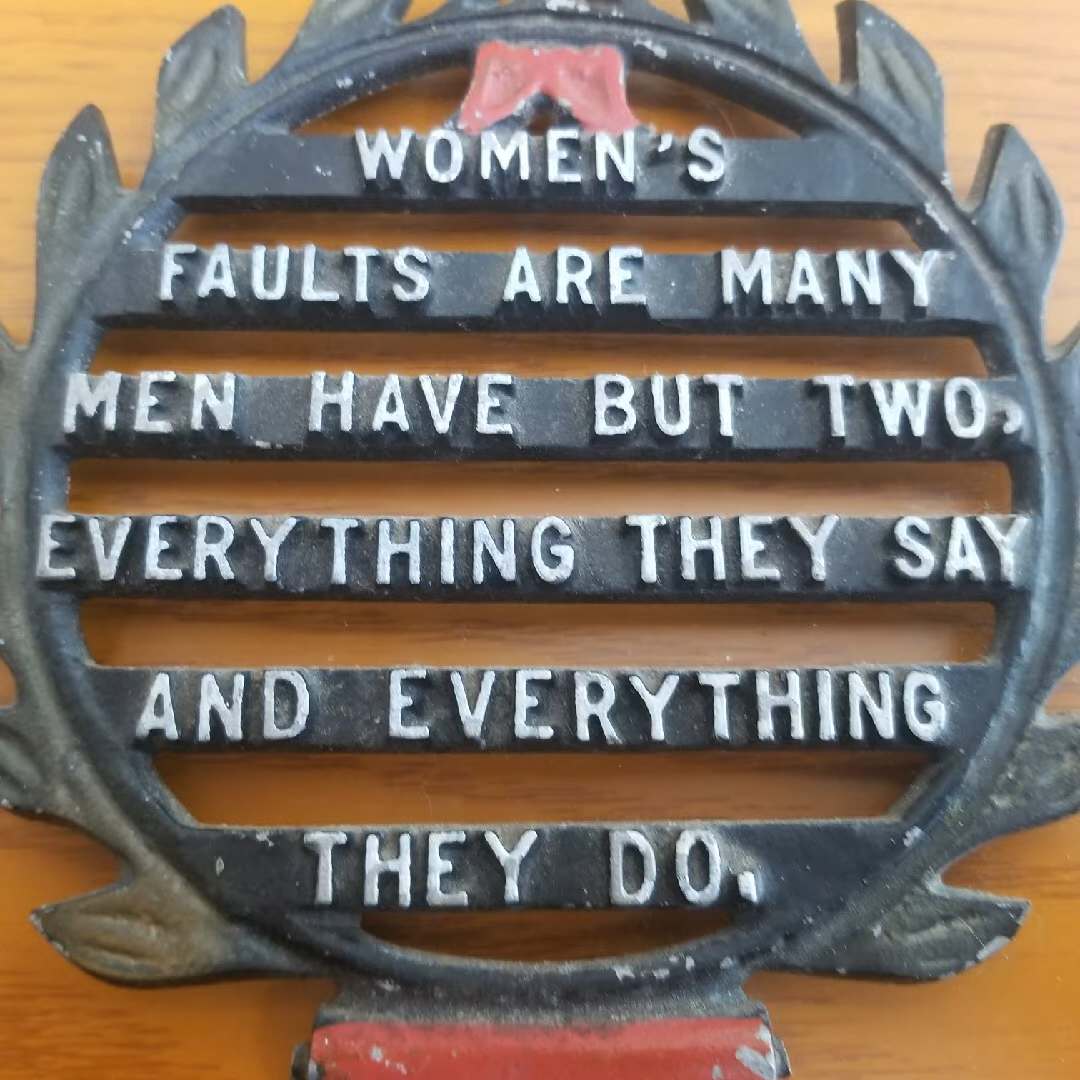 WOMEN'S
FAULTS ARE MANY
MEN HAVE BUT TWO,
EVERYTHING THEY SAY
AND EVERYTHING
THEY DO.